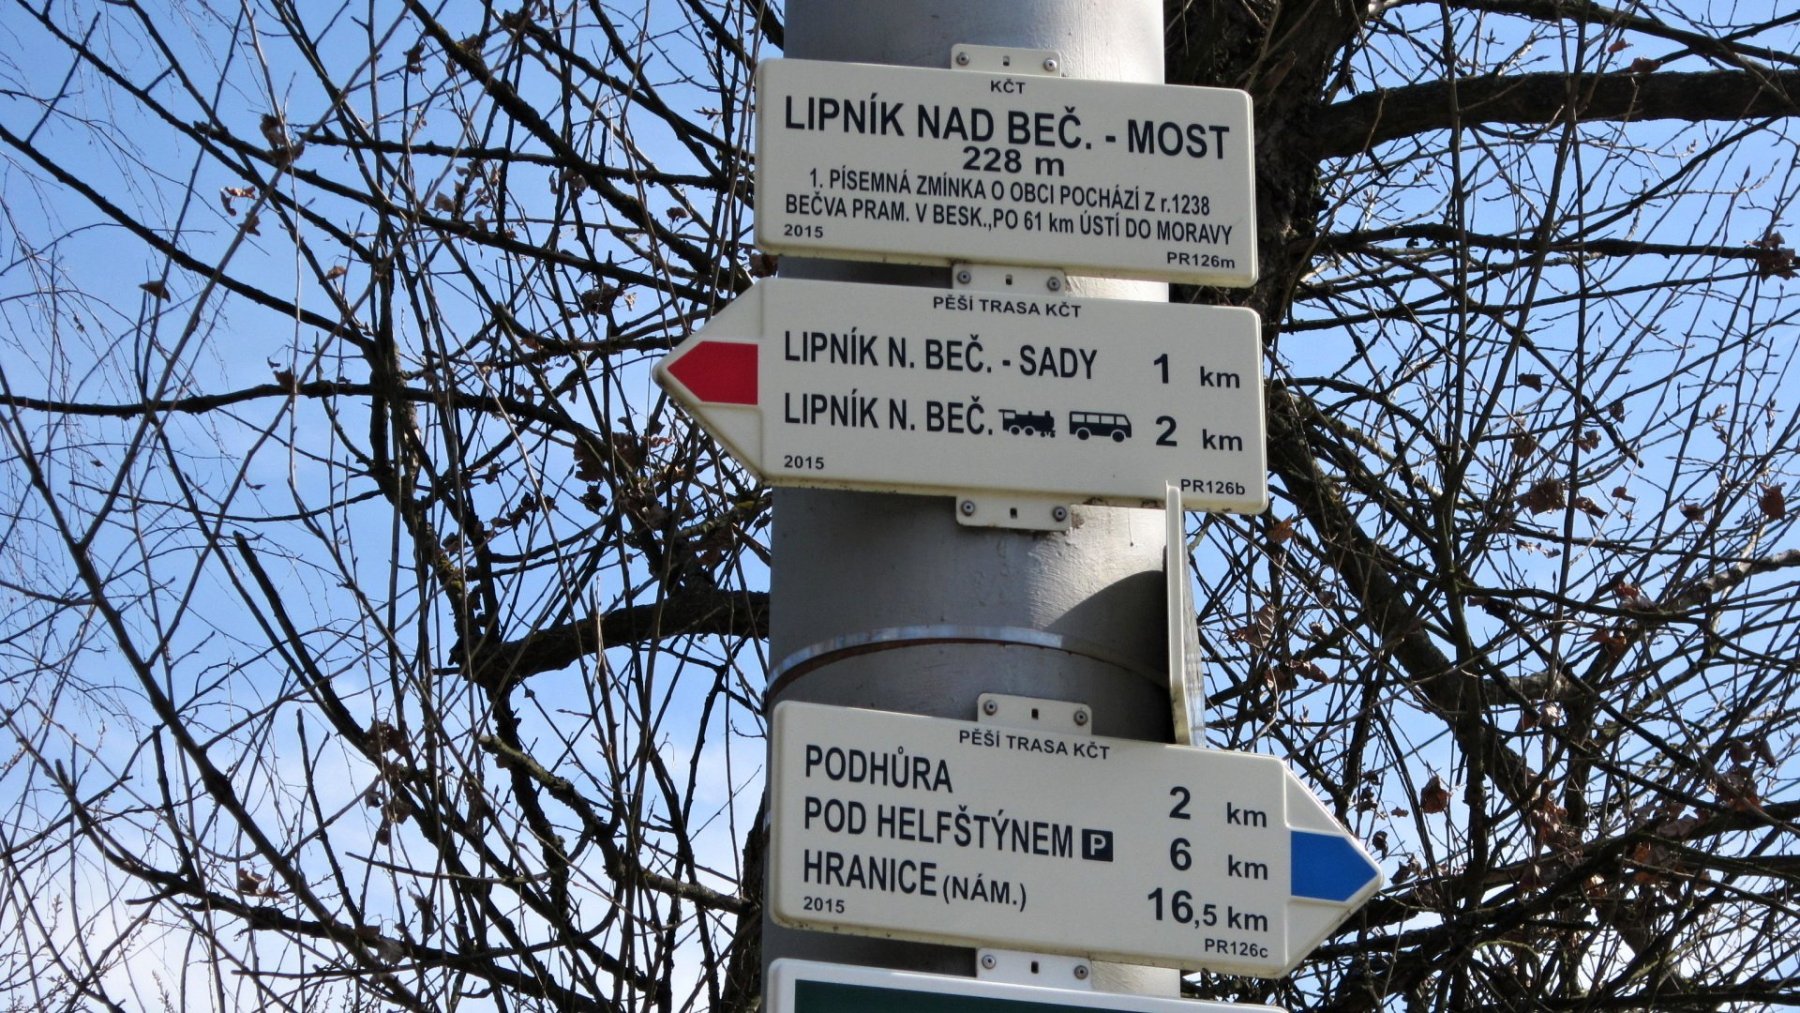 KČT
LIPNÍK NAD BEČ. - MOST
228 m
1. PÍSEMNÁ ZMÍNKA O OBCI POCHÁZÍ Z r.1238
BEČVA PRAM. V BESK.,PO 61 km ÚSTÍ DO MORAVY
2015
PR126m
PĚŠÍ TRASA KČT
LIPNÍK N. BEČ. - SADY 1 km
LIPNÍK N. BEČ. 2 km
2015
PR126b
PĚŠÍ TRASA KČT
PODHŮRA 2 km
POD HELFŠTÝNEM P 6 km
HRANICE (NÁM.) 16,5 km
2015
PR126c